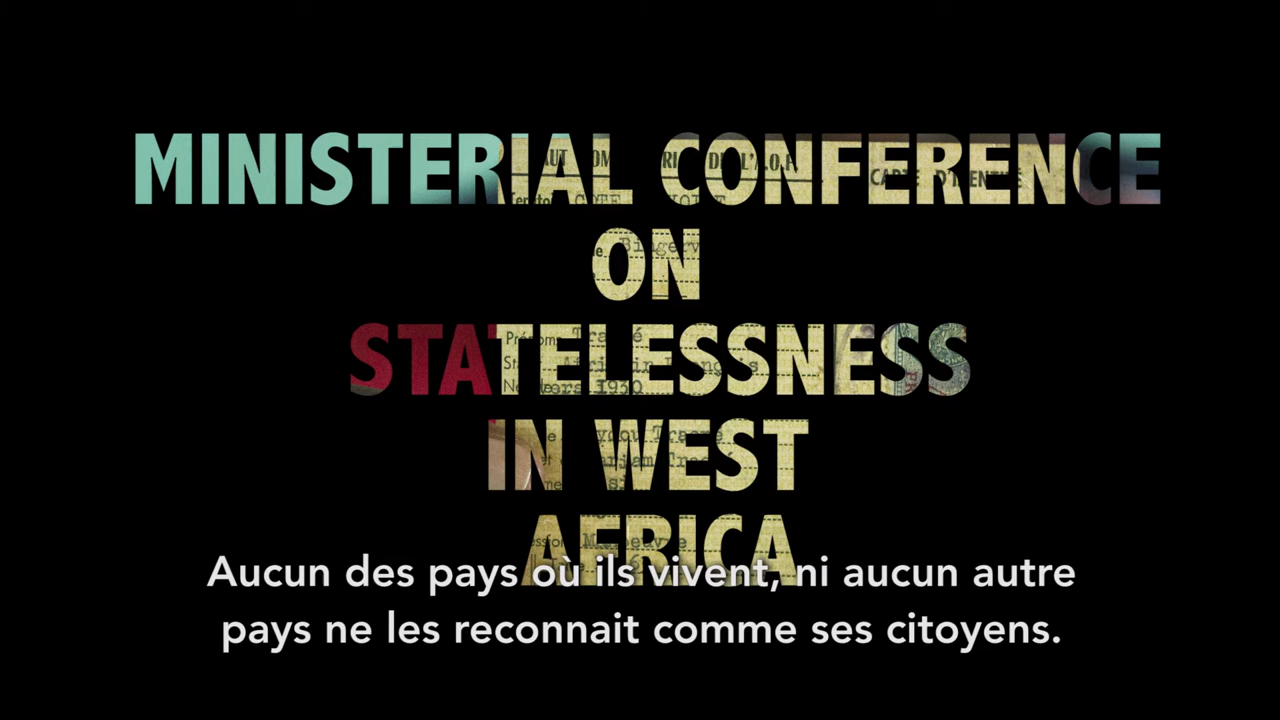 MINISTERIAL CONFERENCE
ON
STATELESSNESS
IN WEST
AFRICA
Aucun des pays où ils vivent, ni aucun autre
pays ne les reconnait comme ses citoyens.